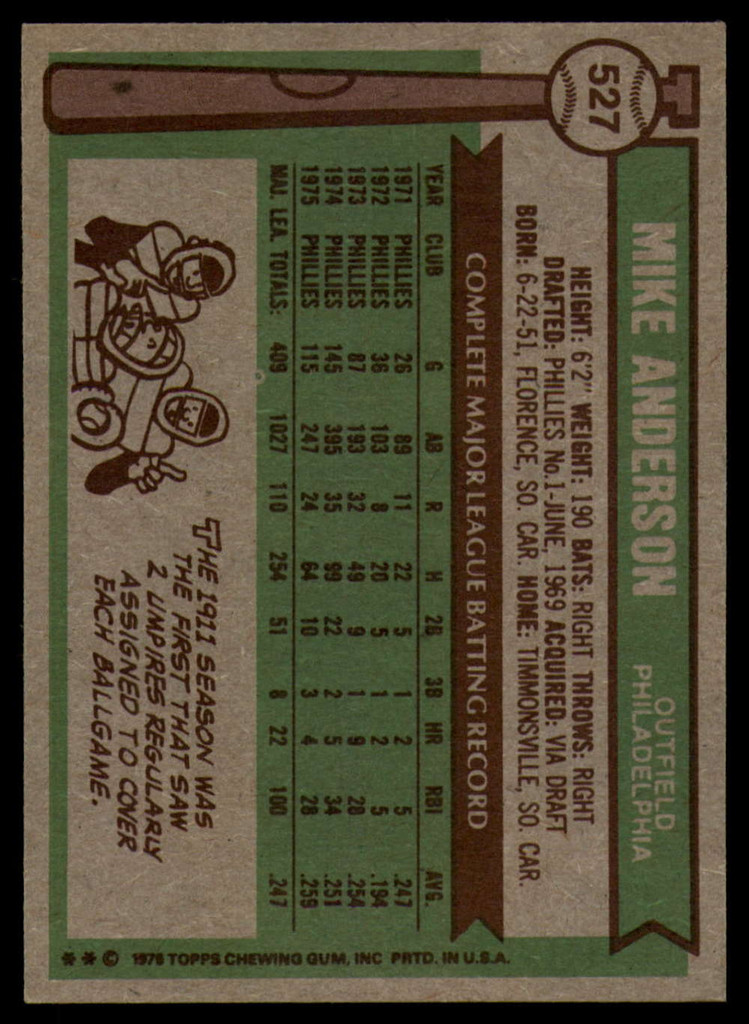 527
MIKE ANDERSON
OUTFIELD
PHILADELPHIA
HEIGHT: 6'2" WEIGHT: 190 BATS: RIGHT THROWS: RIGHT
DRAFTED: PHILLIES No.1-JUNE, 1969 ACQUIRED: VIA DRAFT
BORN: 6-22-51, FLORENCE, SO. CAR. HOME: TIMMONSVILLE, SO. CAR.
COMPLETE MAJOR LEAGUE BATTING RECORD
YEAR CLUB G AB R H 2B 3B HR RBI AVG.
1971 PHILLIES 26 89 11 22 5 1 2 5 .247
1972 PHILLIES 36 103 8 20 5 1 2 5 .194
1973 PHILLIES 87 193 32 49 9 1 9 28 .254
1974 PHILLIES 145 395 35 99 22 2 5 34 .251
1975 PHILLIES 115 247 24 64 10 3 4 28 .259
MAJ. LEA. TOTALS: 409 1027 110 254 51 8 22 100 .247
THE 1911 SEASON WAS
THE FIRST THAT SAW
2 UMPIRES REGULARLY
ASSIGNED TO COVER
EACH BALLGAME.
** © 1976 TOPPS CHEWING GUM, INC PRTD. IN U.S.A.